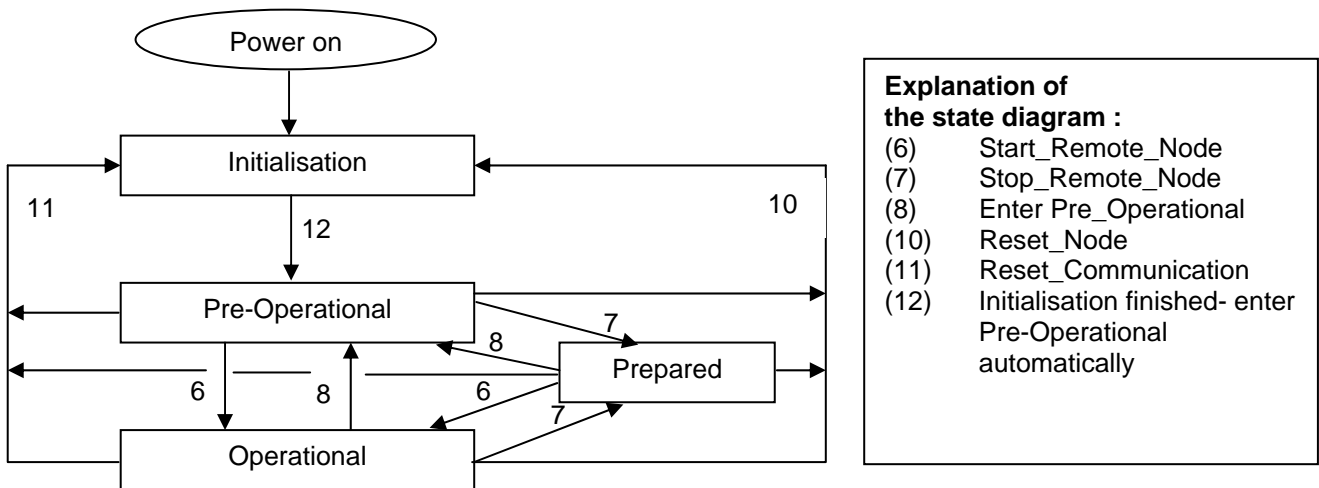 Power on
Initialisation
11
10
12
Pre-Operational
7
8
Prepared
6
8
6
7
Operational
Explanation of
the state diagram :
(6) Start_Remote_Node
(7) Stop_Remote_Node
(8) Enter Pre_Operational
(10) Reset_Node
(11) Reset_Communication
(12) Initialisation finished- enter
Pre-Operational
automatically